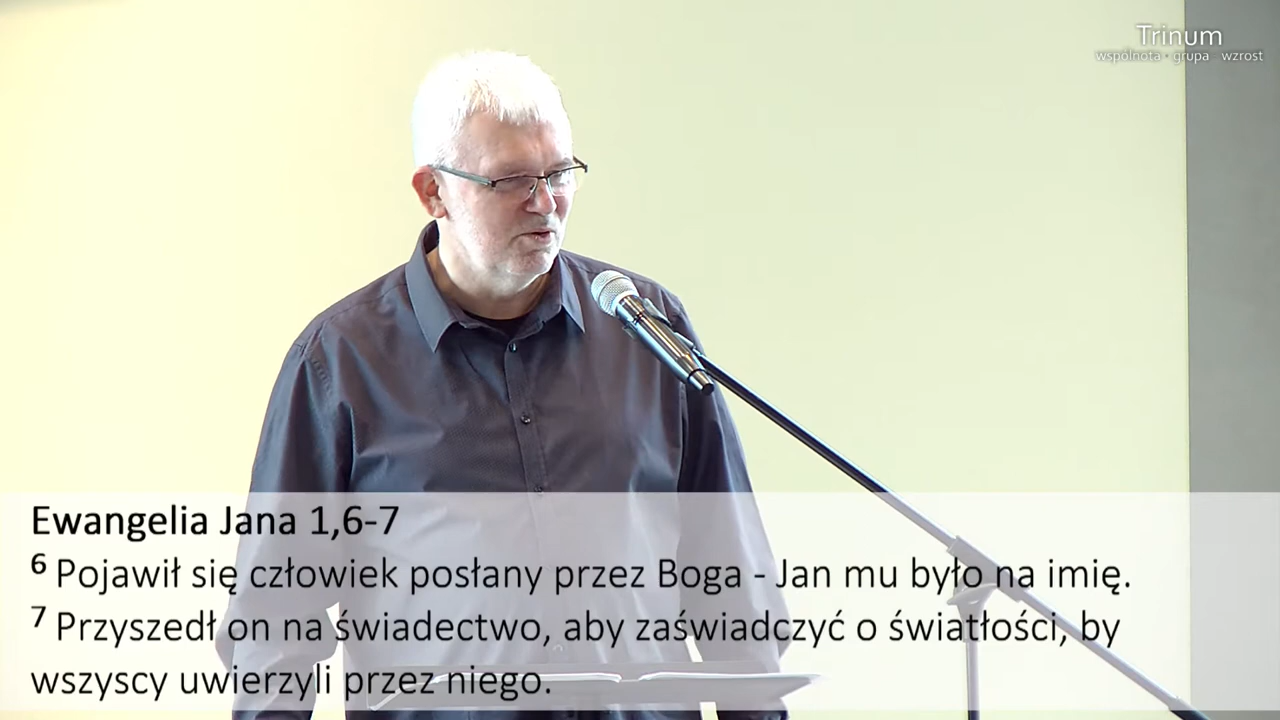 Trinum
wspólnota • grupa wzrost
Ewangelia Jana 1,6-7
6 Pojawił się człowiek posłany przez Boga - Jan mu było na imię.
7 Przyszedł on na świadectwo, aby zaświadczyć o światłości, by
wszyscy uwierzyli przez niego.